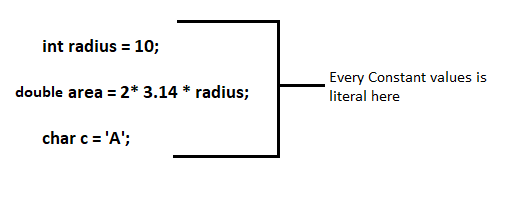 int radius = 10;
double area = 2* 3.14 * radius;
char c = 'A';
Every Constant values is
literal here